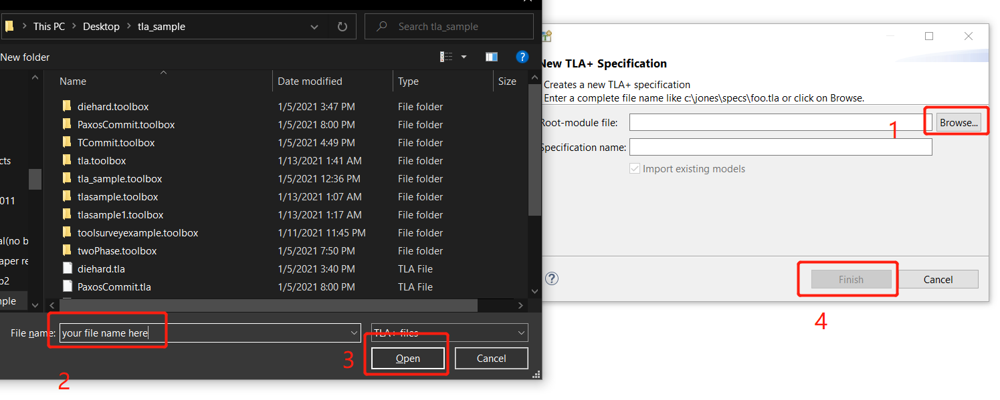 This PC > Desktop > tla_sample
Search tla_sample
New folder
?
Name Date modified Type Size
diehard.toolbox 1/5/2021 3:47 PM File folder
PaxosCommit.toolbox 1/5/2021 8:00 PM File folder
TCommit.toolbox 1/5/2021 4:49 PM File folder
tla.toolbox 1/13/2021 1:41 AM File folder
tla_sample.toolbox 1/5/2021 12:36 PM File folder
tlasample.toolbox 1/13/2021 1:07 AM File folder
tlasample1.toolbox 1/13/2021 1:17 AM File folder
toolsurveyexample.toolbox 1/11/2021 11:45 PM File folder
twoPhase.toolbox 1/5/2021 7:50 PM File folder
diehard.tla 1/5/2021 3:40 PM TLA File
PaxosCommit.tla 1/5/2021 8:00 PM TLA File
cts
011
al(no b
aper re
p2
nple
File name: your file name here
TLA+ files
Open Cancel
2
3
New TLA+ Specification
Creates a new TLA+ specification
Enter a complete file name like c:\jones\specs\foo.tla or click on Browse.
Root-module file: 1 Browse...
Specification name:
Import existing models
?
Finish Cancel
4